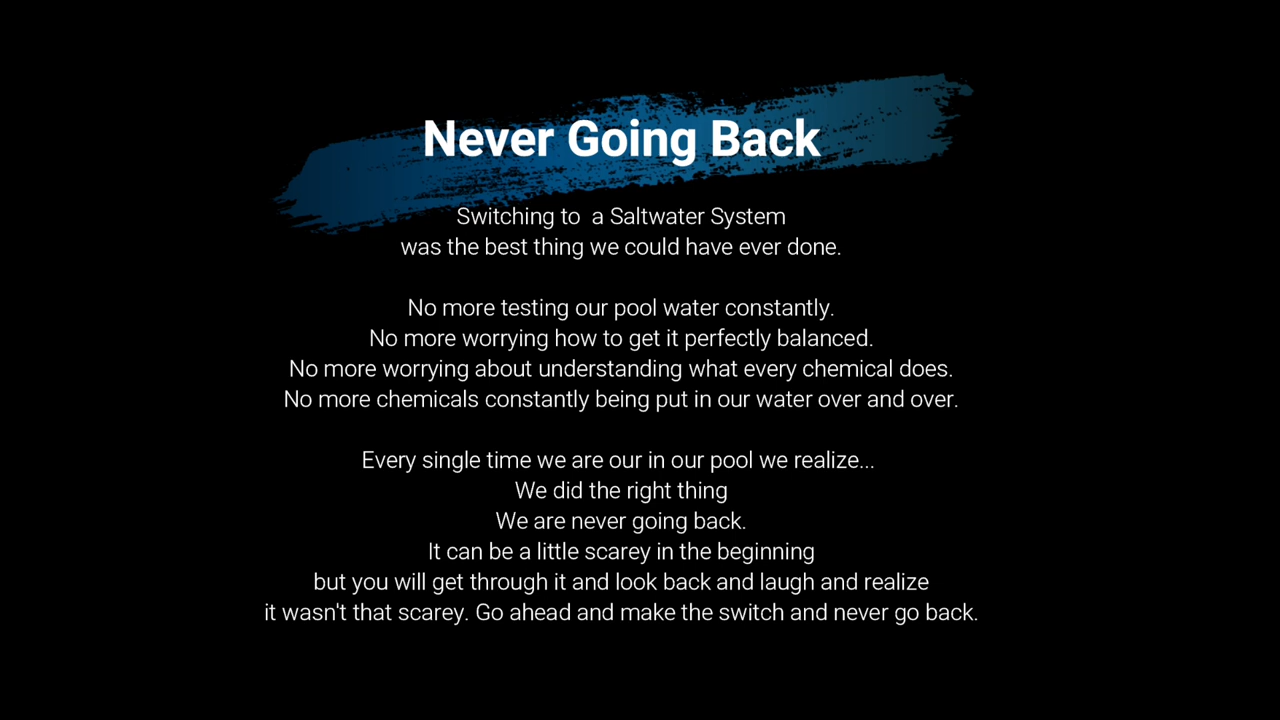 Never Going Back
Switching to  a Saltwater System
was the best thing we could have ever done.
No more testing our pool water constantly.
No more worrying how to get it perfectly balanced.
No more worrying about understanding what every chemical does.
No more chemicals constantly being put in our water over and over.
Every single time we are our in our pool we realize...
We did the right thing
We are never going back.
It can be a little scarey in the beginning
but you will get through it and look back and laugh and realize
it wasn't that scarey. Go ahead and make the switch and never go back.